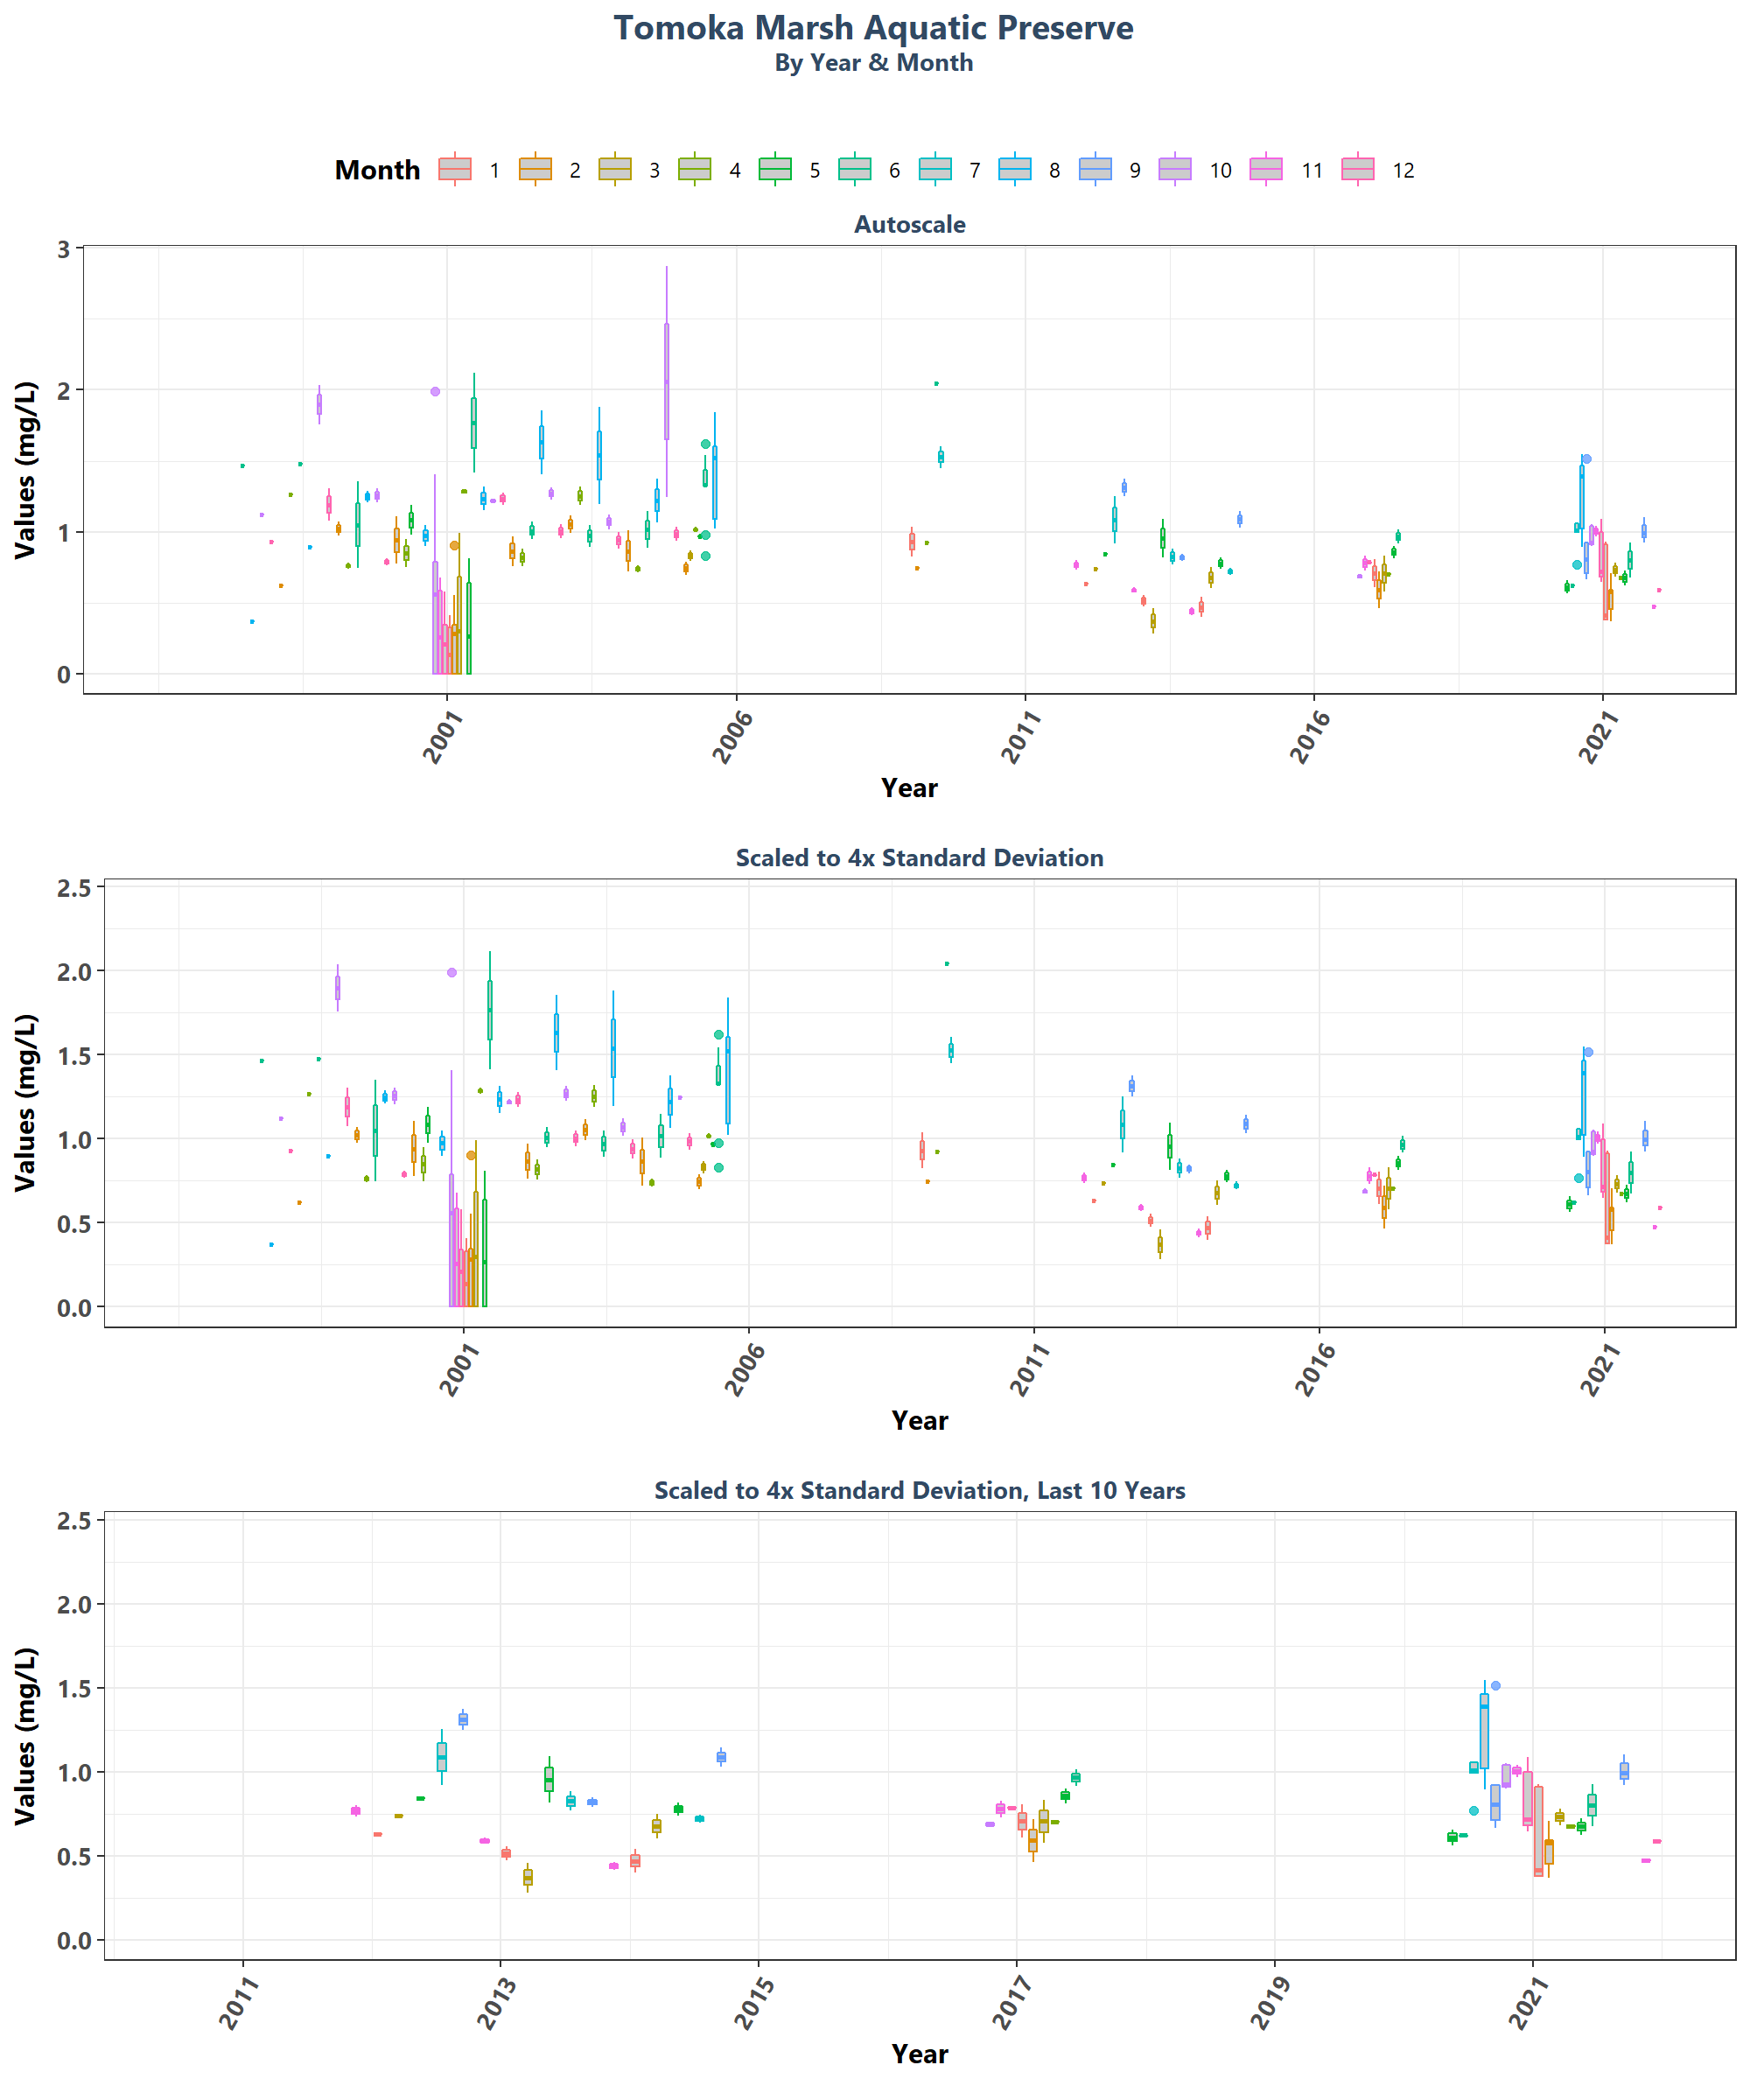 Tomoka Marsh Aquatic Preserve
By Year & Month
Month 1 2 3 4 5 6 7 8 9 10 11 12
Autoscale
Values (mg/L)
3
2
1
0
2001 2006 2011 2016 2021
Year
Scaled to 4x Standard Deviation
Values (mg/L)
2.5
2.0
1.5
1.0
0.5
0.0
2001 2006 2011 2016 2021
Year
Scaled to 4x Standard Deviation, Last 10 Years
Values (mg/L)
2.5
2.0
1.5
1.0
0.5
0.0
2011 2013 2015 2017 2019 2021
Year